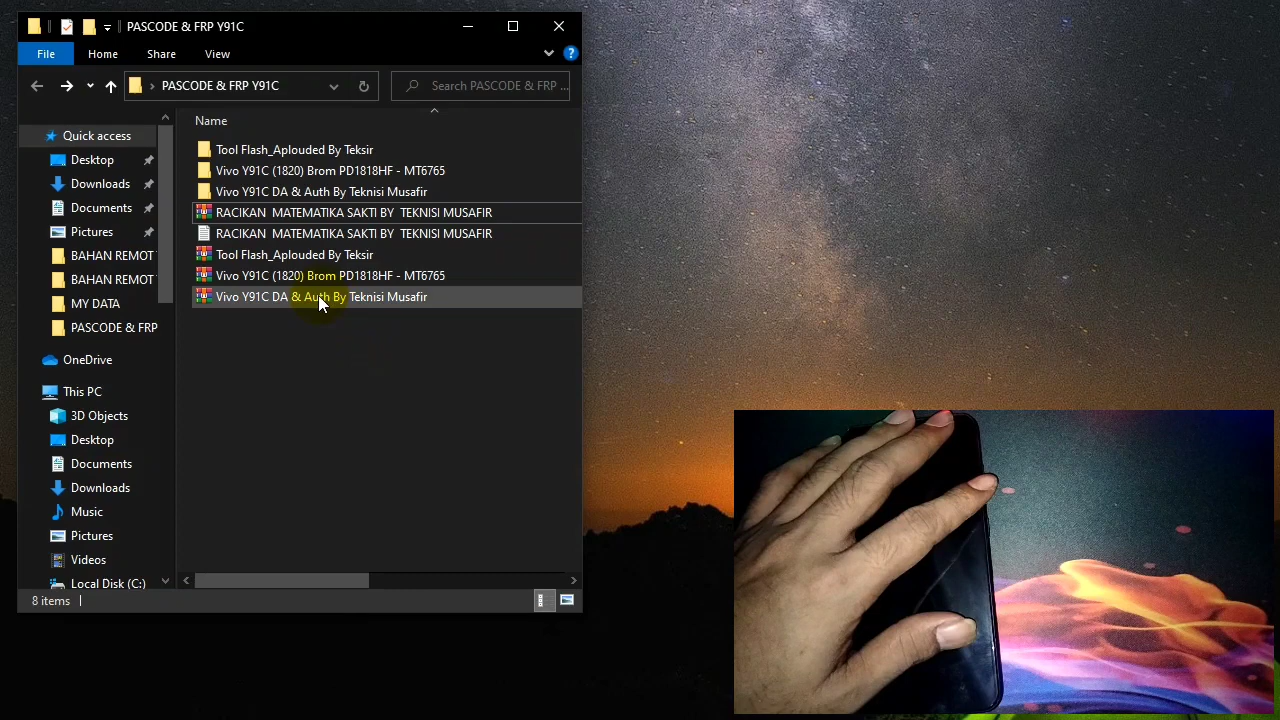 PASCODE & FRP Y91C
File Home Share View
PASCODE & FRP Y91C
Search PASCODE & FRP ...
Name
Quick access
Desktop
Downloads
Documents
Pictures
BAHAN REMOT
BAHAN REMOT
MY DATA
PASCODE & FRP
OneDrive
This PC
3D Objects
Desktop
Documents
Downloads
Music
Pictures
Videos
Local Disk (C:)
Tool Flash_Aplouded By Teksir
Vivo Y91C (1820) Brom PD1818HF - MT6765
Vivo Y91C DA & Auth By Teknisi Musafir
RACIKAN MATEMATIKA SAKTI BY TEKNISI MUSAFIR
RACIKAN MATEMATIKA SAKTI BY TEKNISI MUSAFIR
Tool Flash_Aplouded By Teksir
Vivo Y91C (1820) Brom PD1818HF - MT6765
Vivo Y91C DA & Auth By Teknisi Musafir
8 items